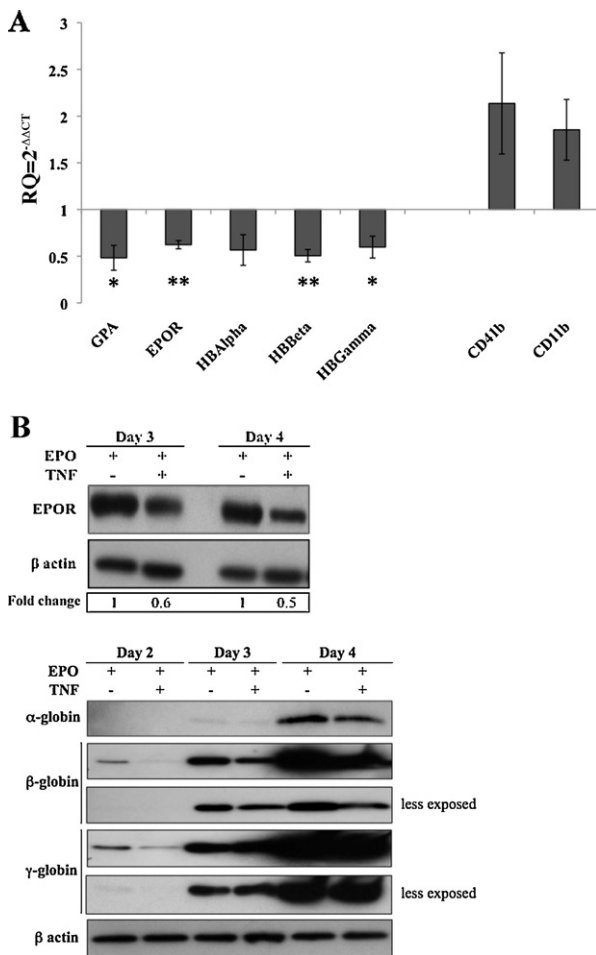 A
3
2.5
2
1.5
1
0.5
0
RQ=2-ΔΔCT
* ** ** *
GPA EPOR HBAlpha HBBeta HBGamma CD41b CD11b
B
Day 3 Day 4
EPO + + + +
TNF - + - +
EPOR
β actin
Fold change 1 0.6 1 0.5
Day 2 Day 3 Day 4
EPO + + + + + +
TNF - + - + - +
α-globin
β-globin
less exposed
γ-globin
less exposed
β actin